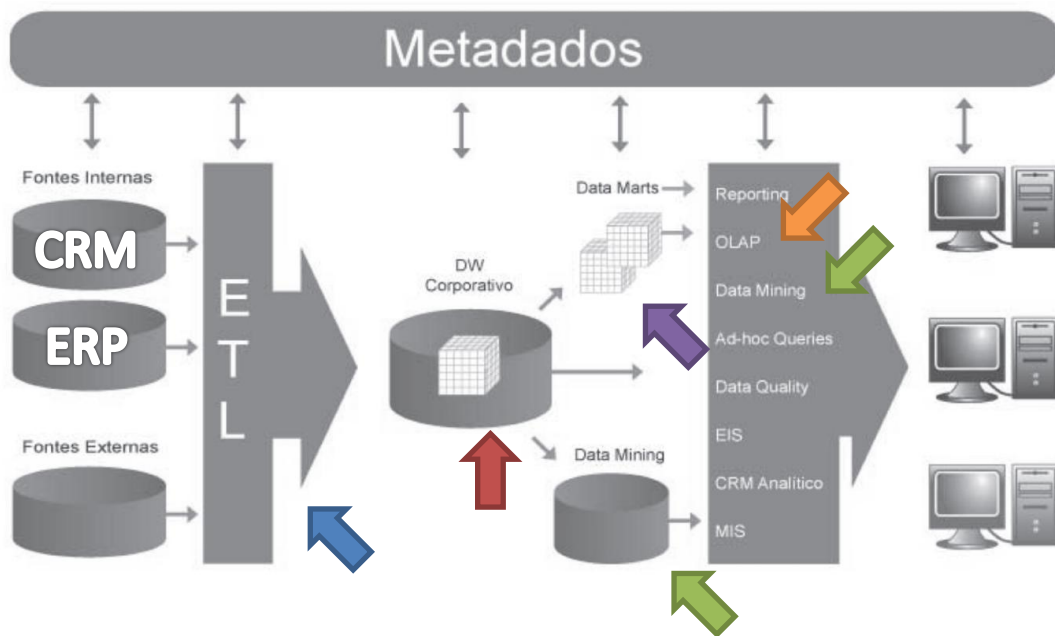 Metadados
Fontes Internas
CRM
ERP
Fontes Externas
E
T
L
DW
Corporativo
Data Marts
Data Mining
Reporting
OLAP
Data Mining
Ad-hoc Queries
Data Quality
EIS
CRM Analítico
MIS